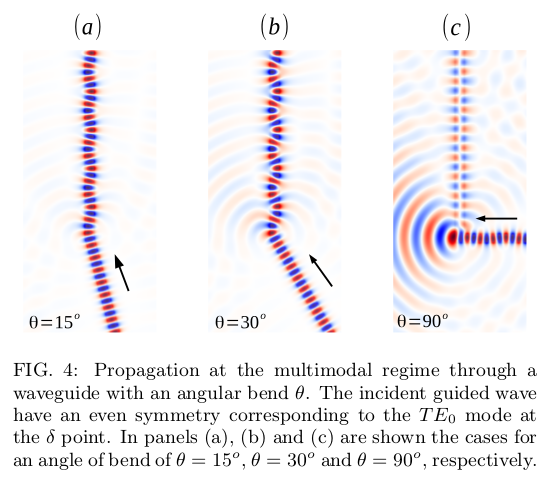 (a) (b) (c)
θ=15° θ=30° θ=90°
FIG. 4: Propagation at the multimodal regime through a
waveguide with an angular bend θ. The incident guided wave
have an even symmetry corresponding to the TE₀ mode at
the δ point. In panels (a), (b) and (c) are shown the cases for
an angle of bend of θ = 15°, θ = 30° and θ = 90°, respectively.